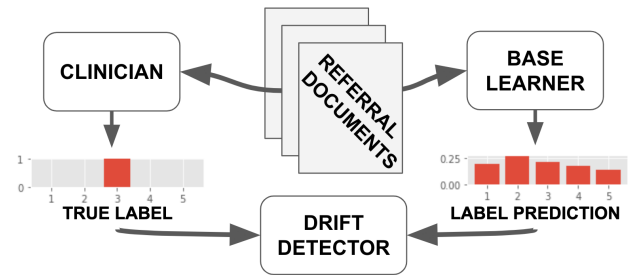 CLINICIAN
REFERRAL
DOCUMENTS
BASE
LEARNER
1
0
1 2 3 4 5
TRUE LABEL
0.25
0.00
1 2 3 4 5
LABEL PREDICTION
DRIFT
DETECTOR